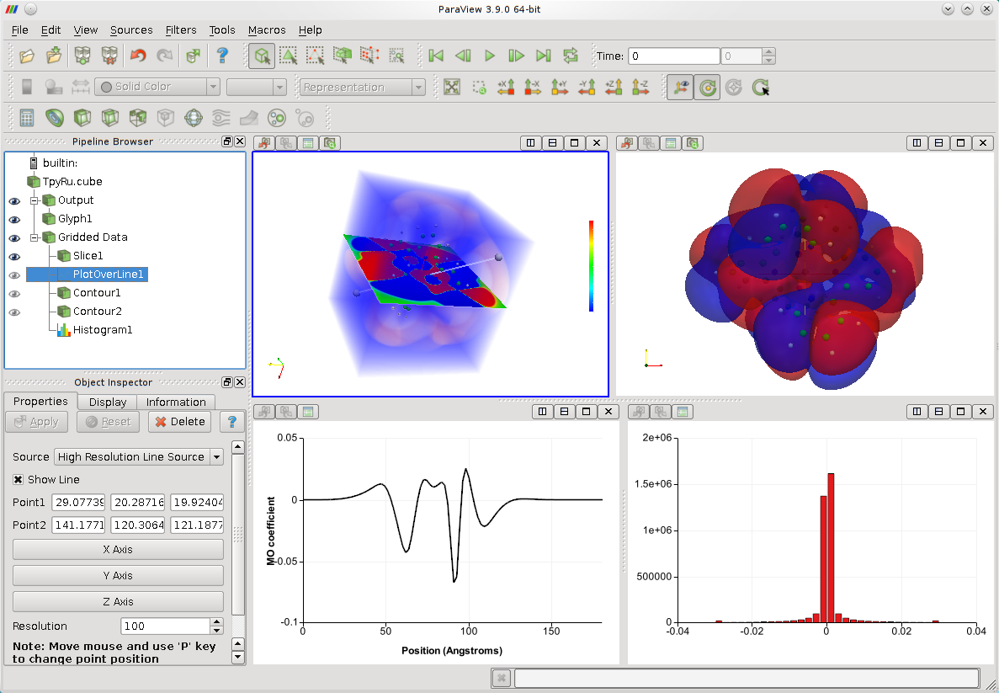 ParaView 3.9.0 64-bit
File Edit View Sources Filters Tools Macros Help
Time: 0 0
Solid Color Representation
+X -X +Y -Y +Z -Z
Pipeline Browser
builtin:
TpyRu.cube
Output
Glyph1
Gridded Data
Slice1
PlotOverLine1
Contour1
Contour2
Histogram1
Object Inspector
Properties Display Information
Apply Reset Delete ?
Source High Resolution Line Source
Show Line
Point1 29.07739 20.28716 19.92404
Point2 141.1771 120.3064 121.1877
X Axis
Y Axis
Z Axis
Resolution 100
Note: Move mouse and use 'P' key
to change point position
0.05
0
-0.05
-0.1
MO coefficient
0 50 100 150
Position (Angstroms)
2e+06
1.5e+06
1e+06
500000
0
-0.04 -0.02 0 0.02 0.04